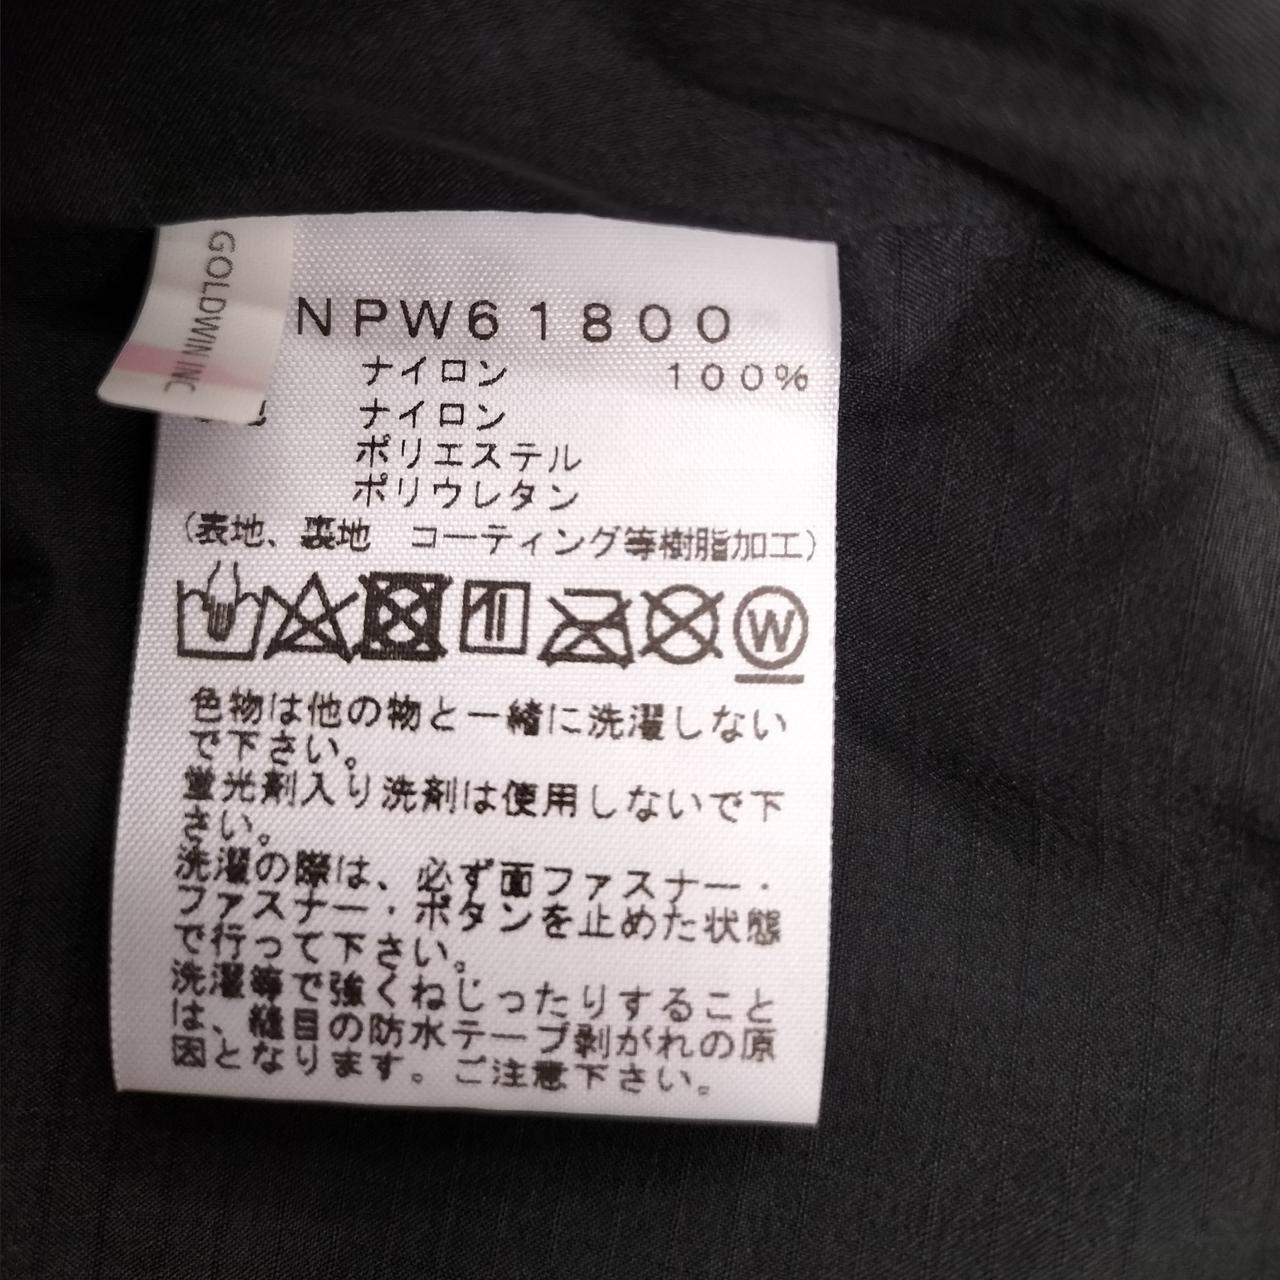 GOLDWIN INC
NPW61800
ナイロン 100%
ナイロン
ポリエステル
ポリウレタン
(表地、裏地 コーティング等樹脂加工)
W
色物は他の物と一緒に洗濯しない
で下さい。
蛍光剤入り洗剤は使用しないで下
さい。
洗濯の際は、必ず面ファスナー・
ファスナー・ボタンを止めた状態
で行って下さい。
洗濯等で強くねじったりすること
は、縫目の防水テープ剥がれの原
因となります。ご注意下さい。